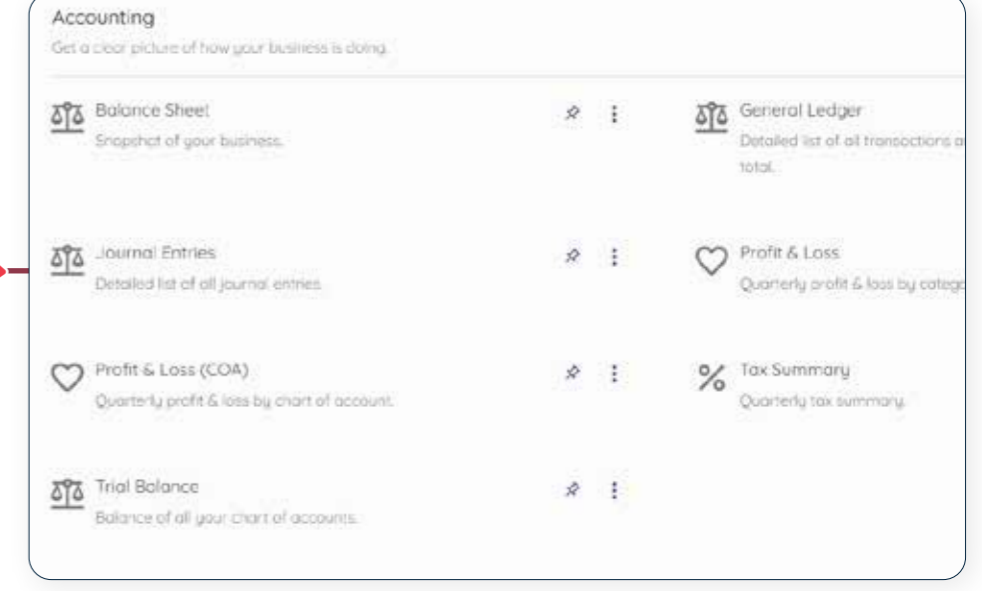 Accounting
Get a clear picture of how your business is doing.
Balance Sheet
Snapshot of your business.
General Ledger
Detailed list of all transactions a
total.
Journal Entries
Detailed list of all journal entries.
Profit & Loss
Quarterly profit & loss by catego
Profit & Loss (COA)
Quarterly profit & loss by chart of account.
Tax Summary
Quarterly tax summary.
Trial Balance
Balance of all your chart of accounts.